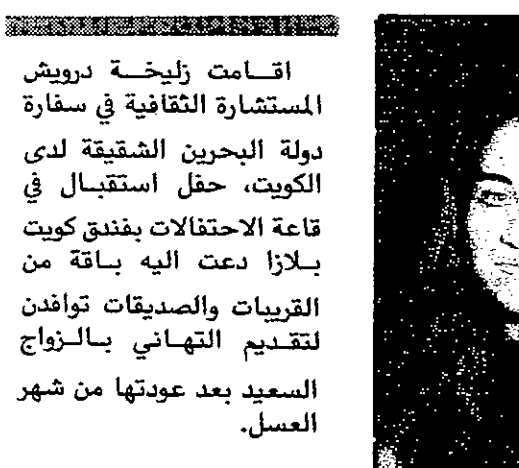 اقامت زليخة درويش
المستشارة الثقافية في سفارة
دولة البحرين الشقيقة لدى
الكويت، حفل استقبال في
قاعة الاحتفالات بفندق كويت
بلازا دعت اليه باقة من
القريبات والصديقات توافدن
لتقديم التهاني بالزواج
السعيد بعد عودتها من شهر
العسل.